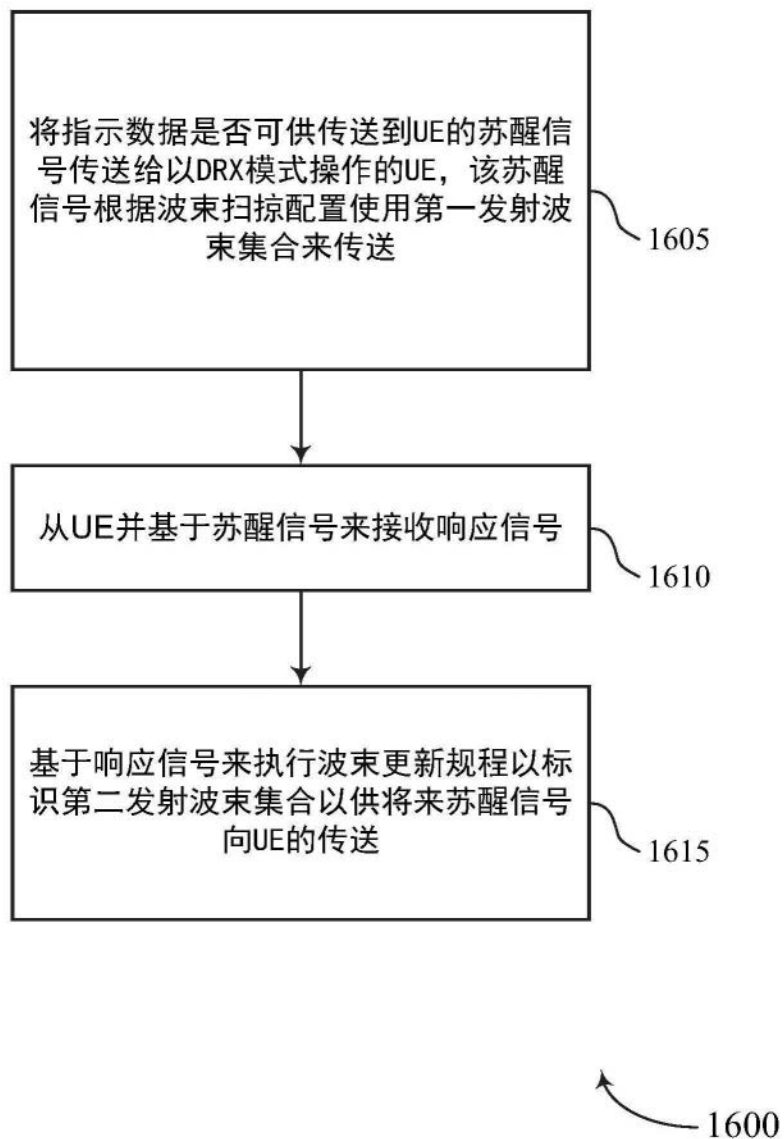 将指示数据是否可供传送到UE的苏醒信
号传送给以DRX模式操作的UE，该苏醒
信号根据波束扫掠配置使用第一发射波
束集合来传送
1605
从UE并基于苏醒信号来接收响应信号
1610
基于响应信号来执行波束更新规程以标
识第二发射波束集合以供将来苏醒信号
向UE的传送
1615
1600